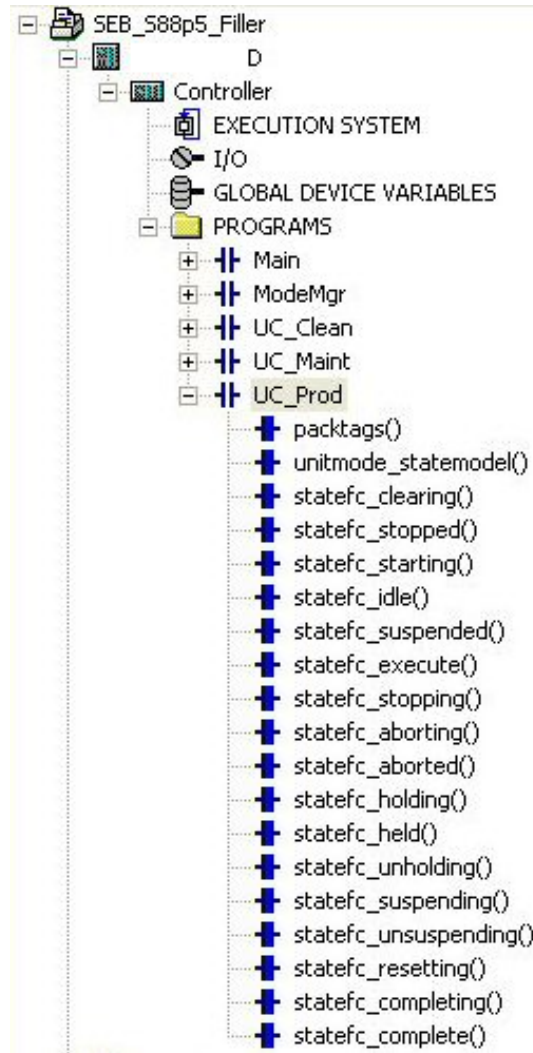 SEB_S88p5_Filler
D
Controller
EXECUTION SYSTEM
I/O
GLOBAL DEVICE VARIABLES
PROGRAMS
Main
ModeMgr
UC_Clean
UC_Maint
UC_Prod
packtags()
unitmode_statemodel()
statefc_clearing()
statefc_stopped()
statefc_starting()
statefc_idle()
statefc_suspended()
statefc_execute()
statefc_stopping()
statefc_aborting()
statefc_aborted()
statefc_holding()
statefc_held()
statefc_unholding()
statefc_suspending()
statefc_unsuspending()
statefc_resetting()
statefc_completing()
statefc_complete()